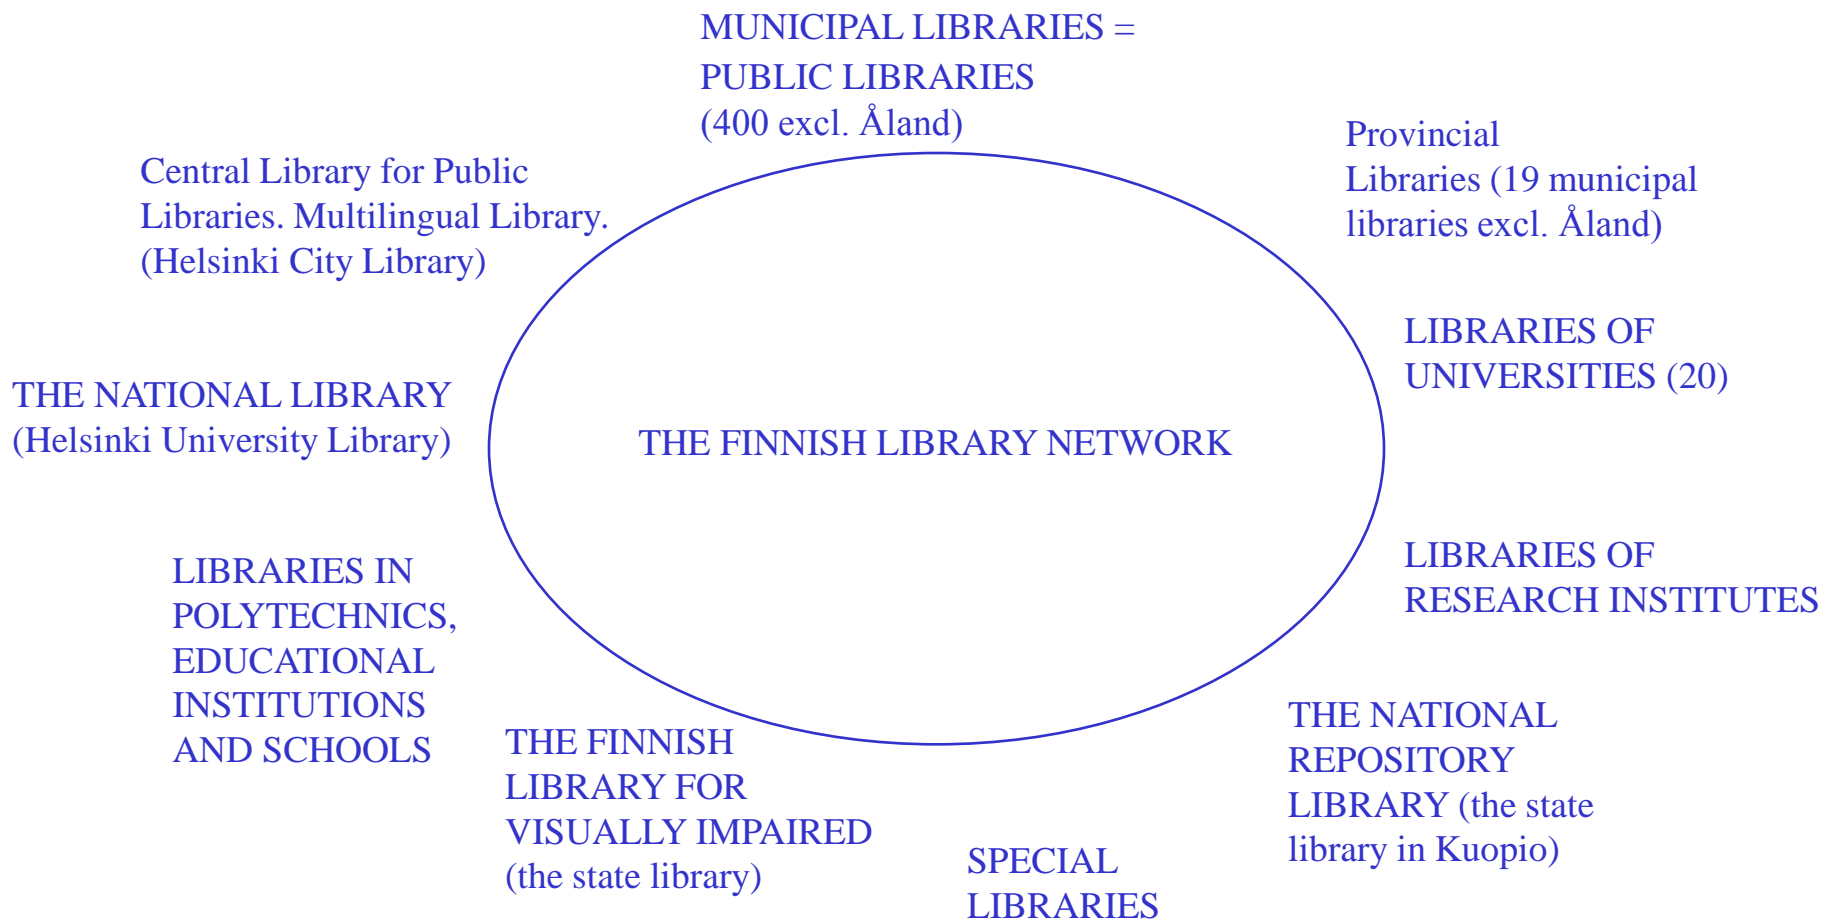 MUNICIPAL LIBRARIES =
PUBLIC LIBRARIES
(400 excl. Åland)
Provincial
Libraries (19 municipal
libraries excl. Åland)
Central Library for Public
Libraries. Multilingual Library.
(Helsinki City Library)
LIBRARIES OF
UNIVERSITIES (20)
THE NATIONAL LIBRARY
(Helsinki University Library)
THE FINNISH LIBRARY NETWORK
LIBRARIES OF
RESEARCH INSTITUTES
LIBRARIES IN
POLYTECHNICS,
EDUCATIONAL
INSTITUTIONS
AND SCHOOLS
THE FINNISH
LIBRARY FOR
VISUALLY IMPAIRED
(the state library)
SPECIAL
LIBRARIES
THE NATIONAL
REPOSITORY
LIBRARY (the state
library in Kuopio)